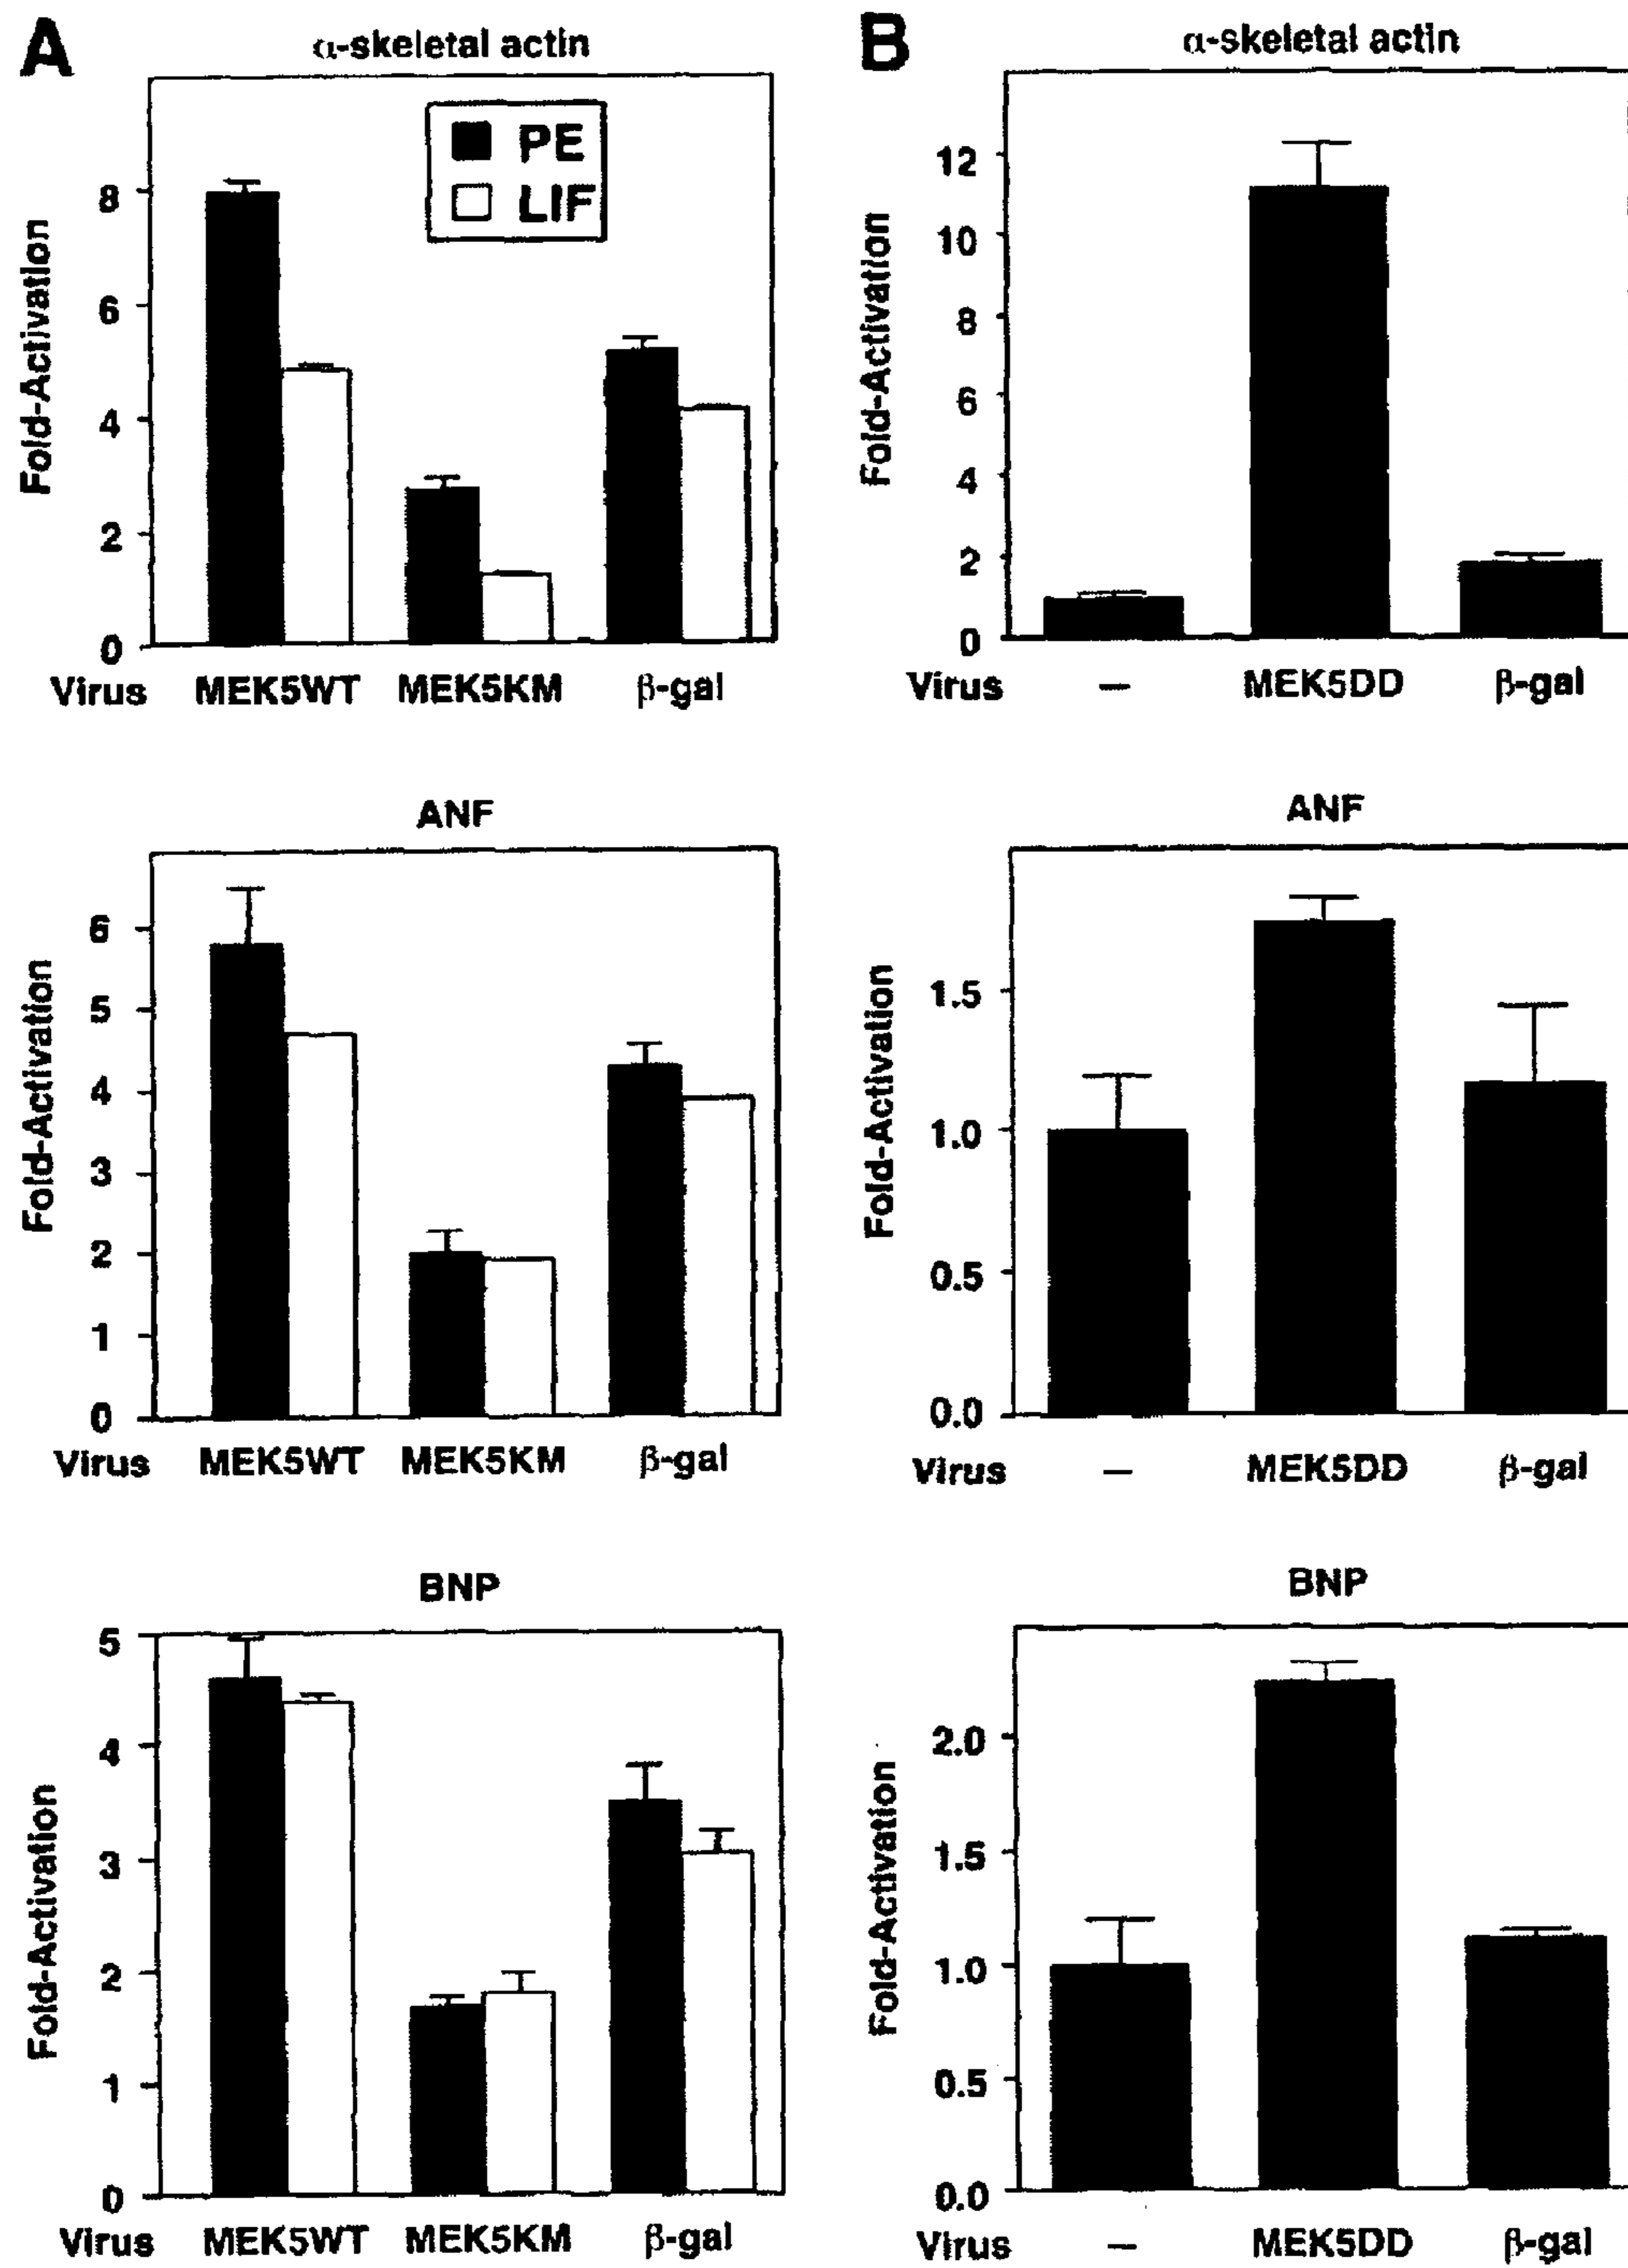 A
α-skeletal actin
PE
LIF
Fold-Activation
8
6
4
2
0
Virus MEK5WT MEK5KM β-gal
ANF
Fold-Activation
6
5
4
3
2
1
0
Virus MEK5WT MEK5KM β-gal
BNP
Fold-Activation
5
4
3
2
1
0
Virus MEK5WT MEK5KM β-gal
B
α-skeletal actin
Fold-Activation
12
10
8
6
4
2
0
Virus – MEK5DD β-gal
ANF
Fold-Activation
1.5
1.0
0.5
0.0
Virus – MEK5DD β-gal
BNP
Fold-Activation
2.0
1.5
1.0
0.5
0.0
Virus – MEK5DD β-gal